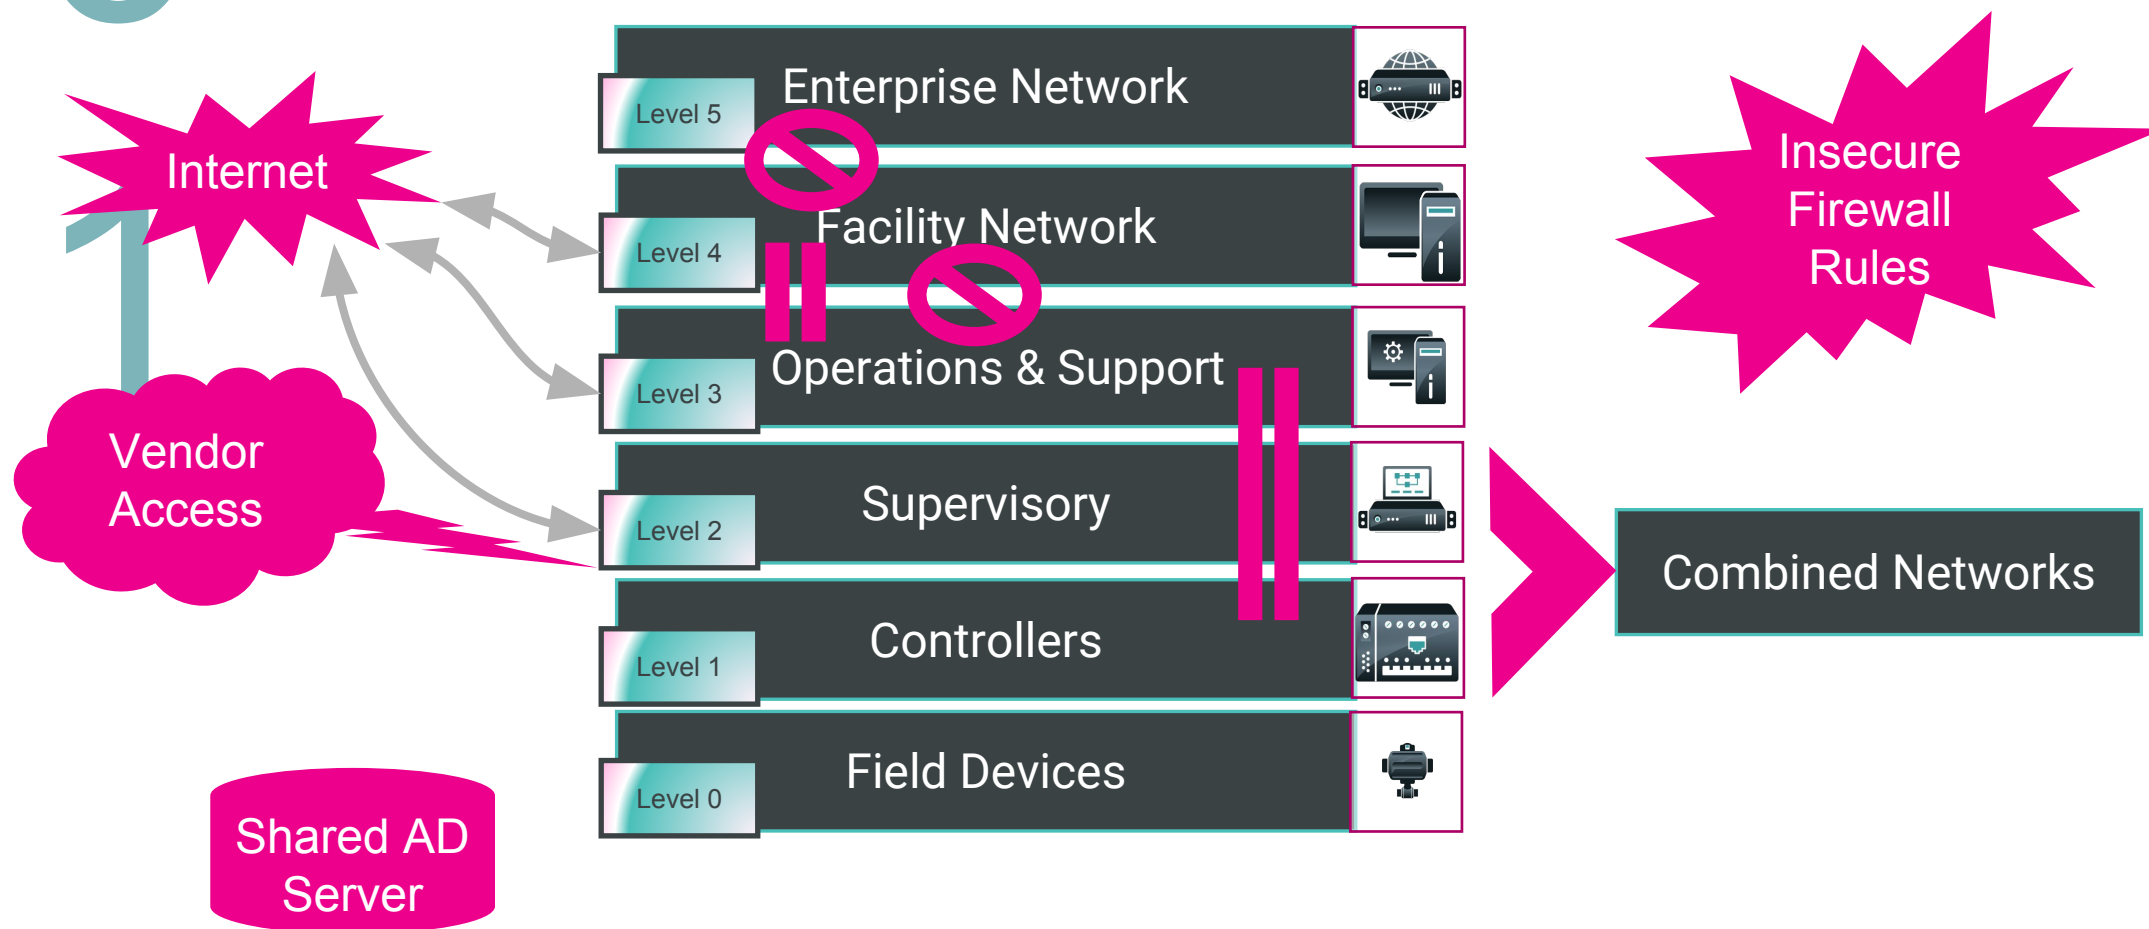 Enterprise Network
Level 5
Internet
Facility Network
Level 4
Insecure
Firewall
Rules
Operations & Support
Level 3
Vendor
Access
Supervisory
Level 2
Combined Networks
Controllers
Level 1
Field Devices
Level 0
Shared AD
Server